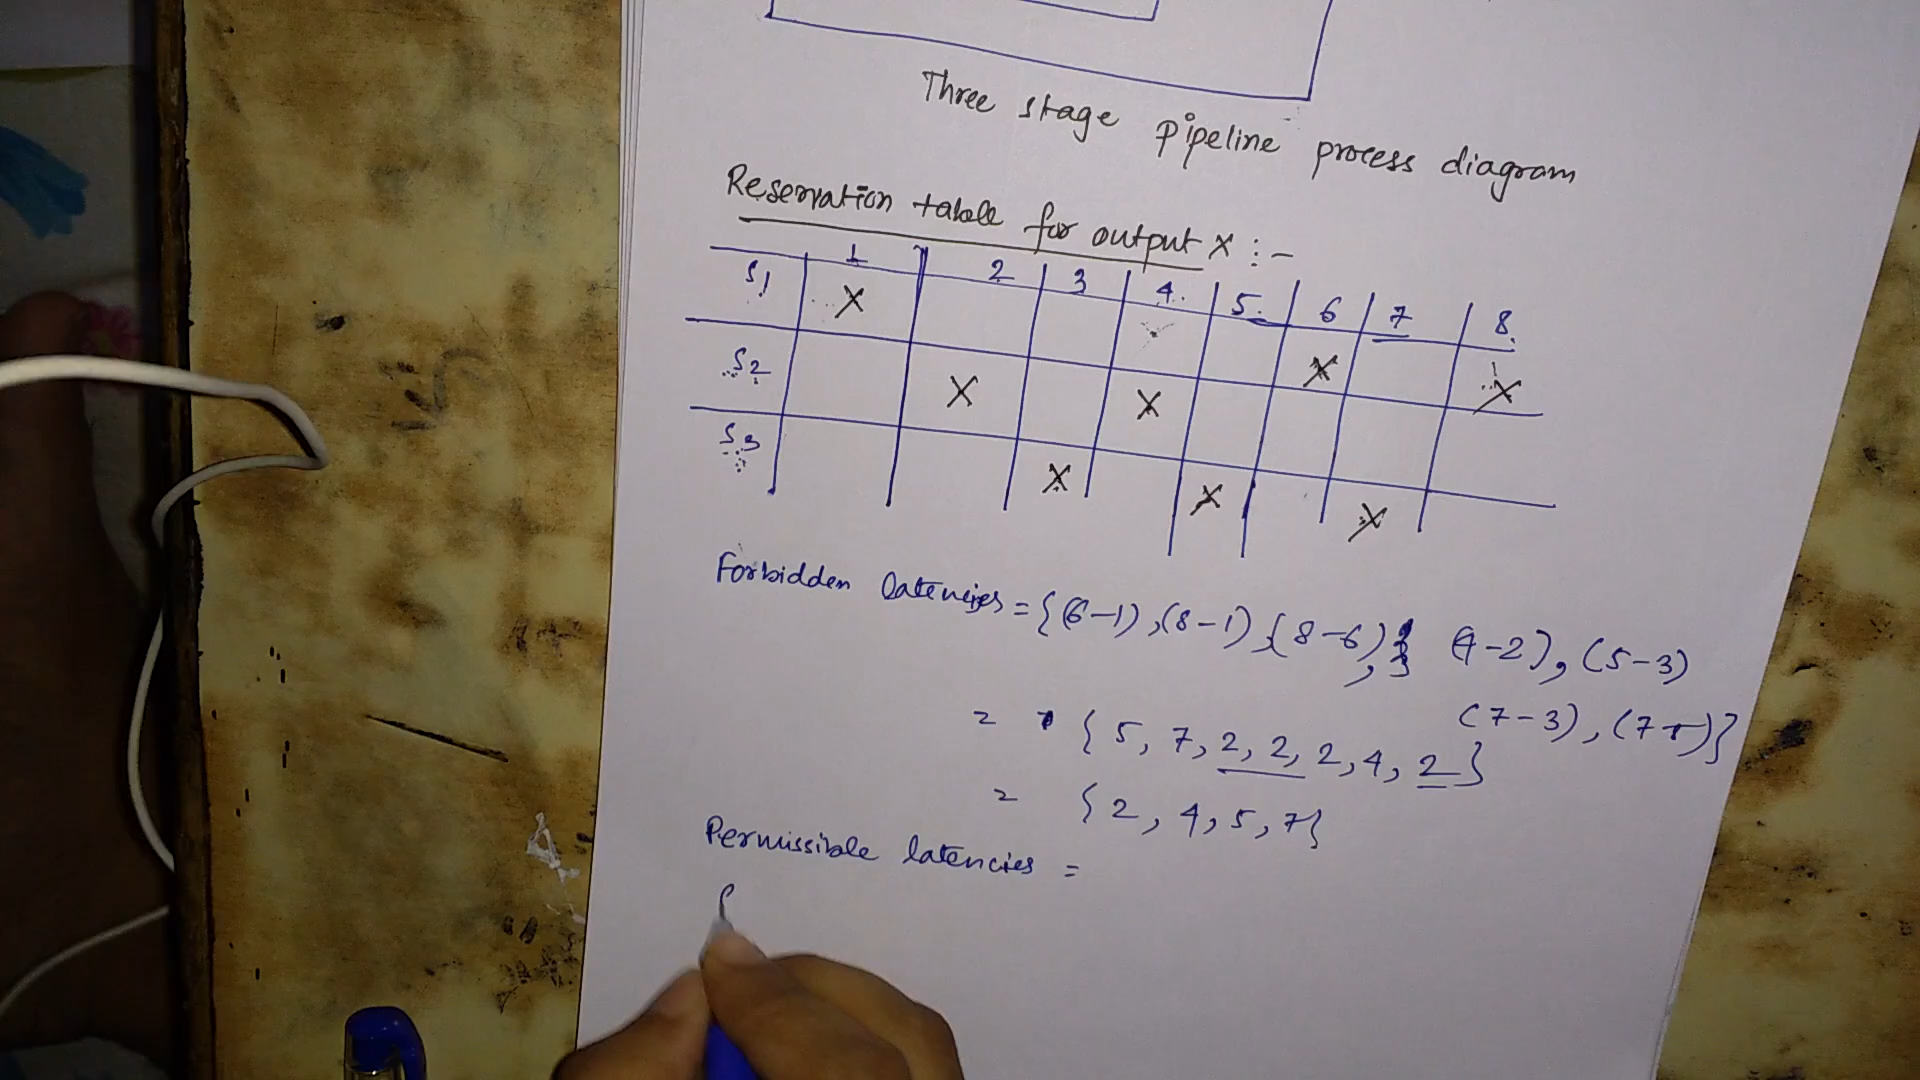 Three stage pipeline process diagram
Reservation table for output X :-
1 2 3 4. 5. 6 7 8.
S1 X
S2 X X X X
S3 X X X
Forbidden latencies = {(6-1), (8-1), (8-6), (4-2), (5-3)
(7-3), (7-5)}
= {5, 7, 2, 2, 2, 4, 2}
= {2, 4, 5, 7}
Permissible latencies =